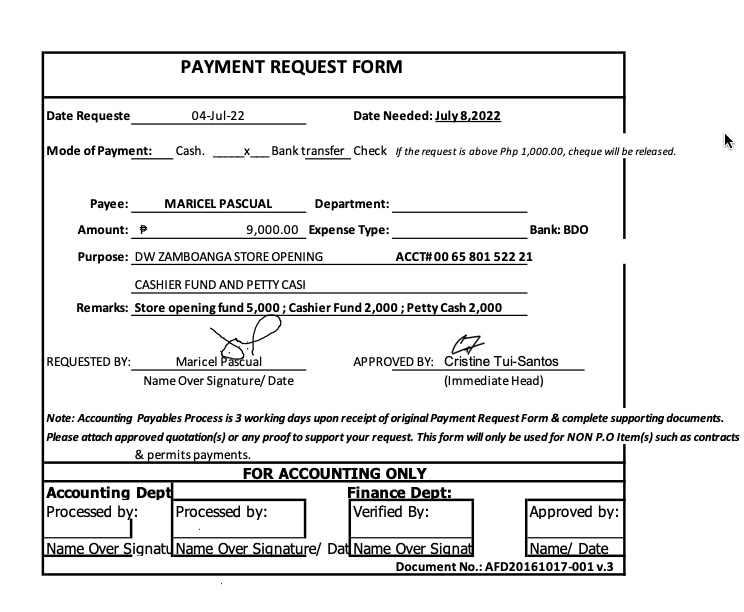 PAYMENT REQUEST FORM
Date Requeste 04-Jul-22 Date Needed: July 8,2022
Mode of Payment: Cash. _____x___ Bank transfer Check If the request is above Php 1,000.00, cheque will be released.
Payee: MARICEL PASCUAL Department:
Amount: ₱ 9,000.00 Expense Type: Bank: BDO
Purpose: DW ZAMBOANGA STORE OPENING ACCT# 00 65 801 522 21
CASHIER FUND AND PETTY CASI
Remarks: Store opening fund 5,000 ; Cashier Fund 2,000 ; Petty Cash 2,000
REQUESTED BY: Maricel Pascual APPROVED BY: Cristine Tui-Santos
Name Over Signature/ Date (Immediate Head)
Note: Accounting Payables Process is 3 working days upon receipt of original Payment Request Form & complete supporting documents.
Please attach approved quotation(s) or any proof to support your request. This form will only be used for NON P.O Item(s) such as contracts
& permits payments.
FOR ACCOUNTING ONLY
Accounting Dept Finance Dept:
Processed by: Processed by: Verified By: Approved by:
Name Over Signatu Name Over Signature/ Dat Name Over Signat Name/ Date
Document No.: AFD20161017-001 v.3